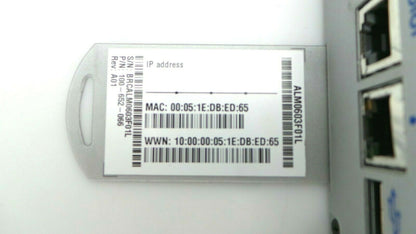 IP address
MAC: 00:05:1E:DB:ED:65
WWN: 10:00:00:05:1E:DB:ED:65
S/N BRCALM0603F01L
P/N 100-652-066
Rev A01
ALM0603F01L